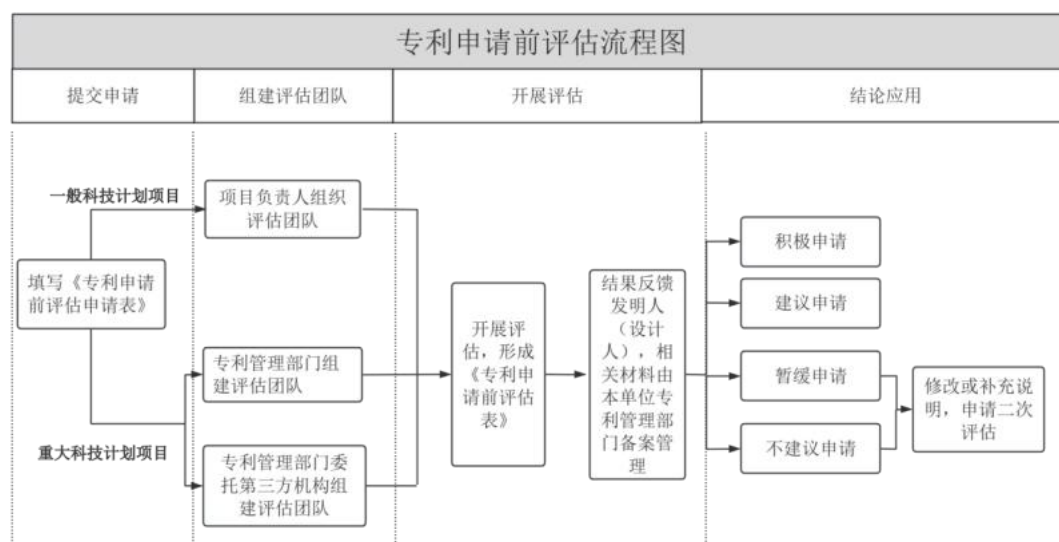 专利申请前评估流程图
提交申请
组建评估团队
开展评估
结论应用
一般科技计划项目
项目负责人组织
评估团队
填写《专利申请
前评估申请表》
专利管理部门组
建评估团队
重大科技计划项目
专利管理部门委
托第三方机构组
建评估团队
开展评
估，形成
《专利申
请前评估
表》
结果反馈
发明人
（设计
人），相
关材料由
本单位专
利管理部
门备案管
理
积极申请
建议申请
暂缓申请
不建议申请
修改或补充说
明，申请二次
评估